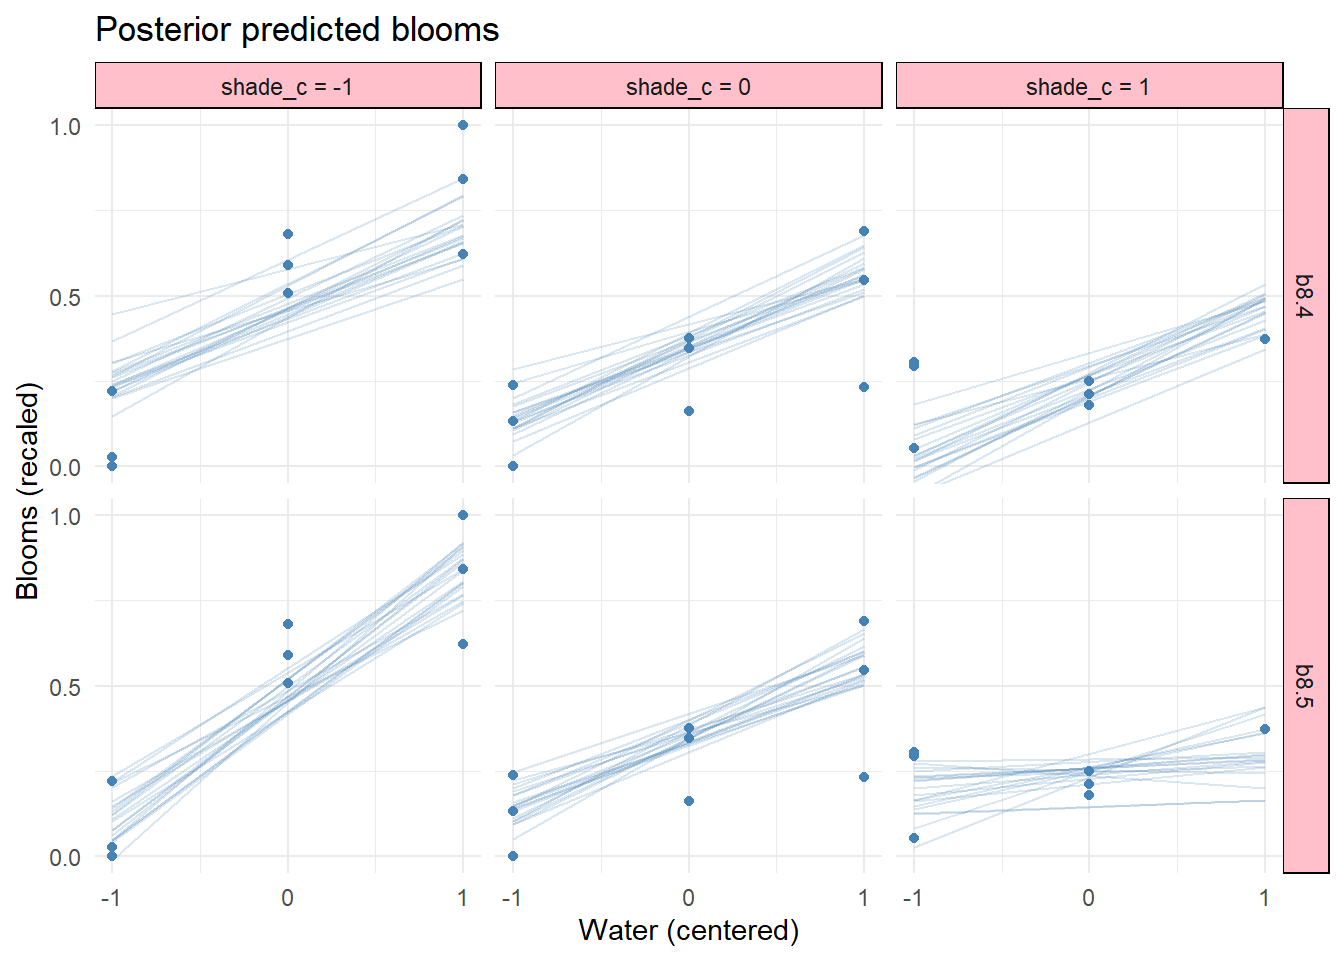 Posterior predicted blooms
shade_c = -1
shade_c = 0
shade_c = 1
1.0
0.5
0.0
b8.4
1.0
0.5
0.0
b8.5
Blooms (recaled)
-1 0 1
-1 0 1
-1 0 1
Water (centered)